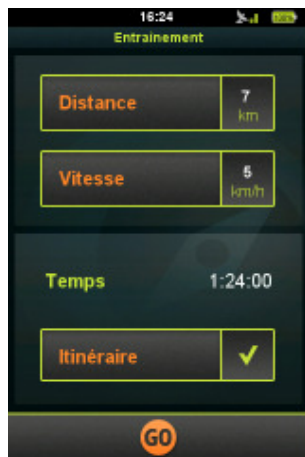 16:24
Entrainement
Distance 7 km
Vitesse 5 km/h
Temps 1:24:00
Itinéraire
GO